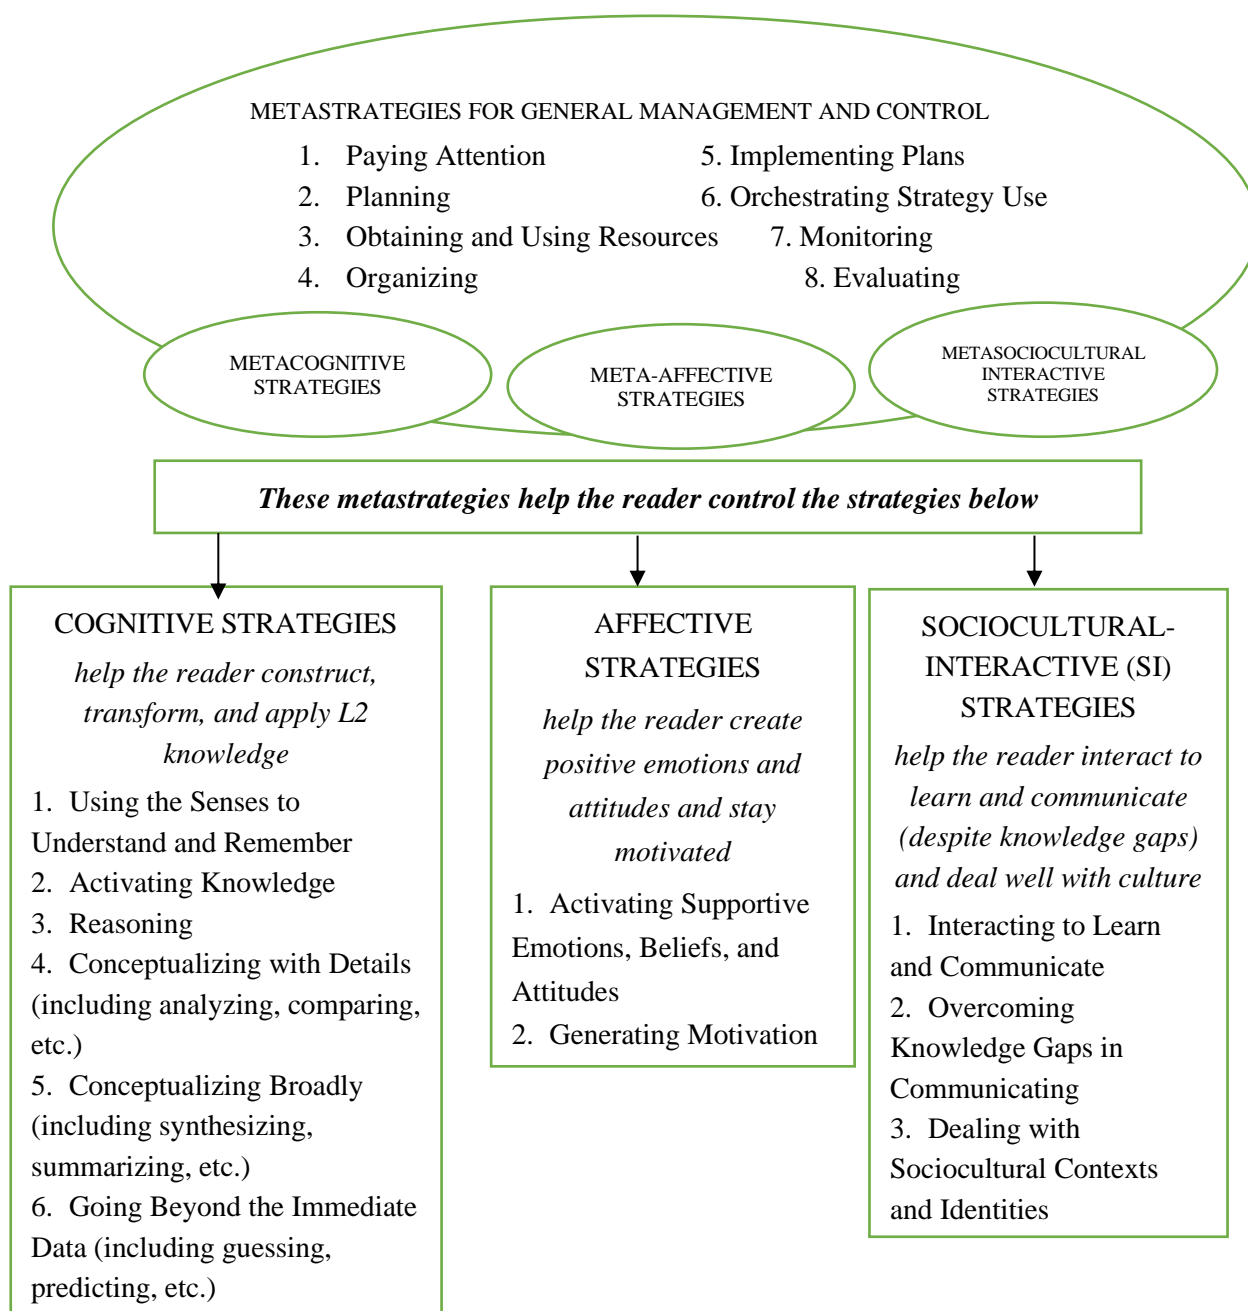 METASTRATEGIES FOR GENERAL MANAGEMENT AND CONTROL
1. Paying Attention 5. Implementing Plans
2. Planning 6. Orchestrating Strategy Use
3. Obtaining and Using Resources 7. Monitoring
4. Organizing 8. Evaluating
METACOGNITIVE
STRATEGIES
META-AFFECTIVE
STRATEGIES
METASOCIOCULTURAL
INTERACTIVE
STRATEGIES
These metastrategies help the reader control the strategies below
COGNITIVE STRATEGIES
help the reader construct,
transform, and apply L2
knowledge
1. Using the Senses to
Understand and Remember
2. Activating Knowledge
3. Reasoning
4. Conceptualizing with Details
(including analyzing, comparing,
etc.)
5. Conceptualizing Broadly
(including synthesizing,
summarizing, etc.)
6. Going Beyond the Immediate
Data (including guessing,
predicting, etc.)
AFFECTIVE
STRATEGIES
help the reader create
positive emotions and
attitudes and stay
motivated
1. Activating Supportive
Emotions, Beliefs, and
Attitudes
2. Generating Motivation
SOCIOCULTURAL-
INTERACTIVE (SI)
STRATEGIES
help the reader interact to
learn and communicate
(despite knowledge gaps)
and deal well with culture
1. Interacting to Learn
and Communicate
2. Overcoming
Knowledge Gaps in
Communicating
3. Dealing with
Sociocultural Contexts
and Identities